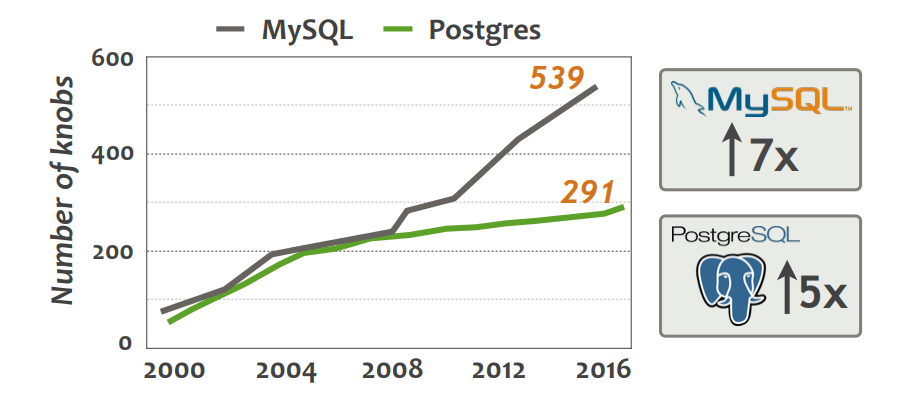 MySQL Postgres
Number of knobs
600
400
200
0
539
291
2000 2004 2008 2012 2016
MySQL™
7x
PostgreSQL
5x